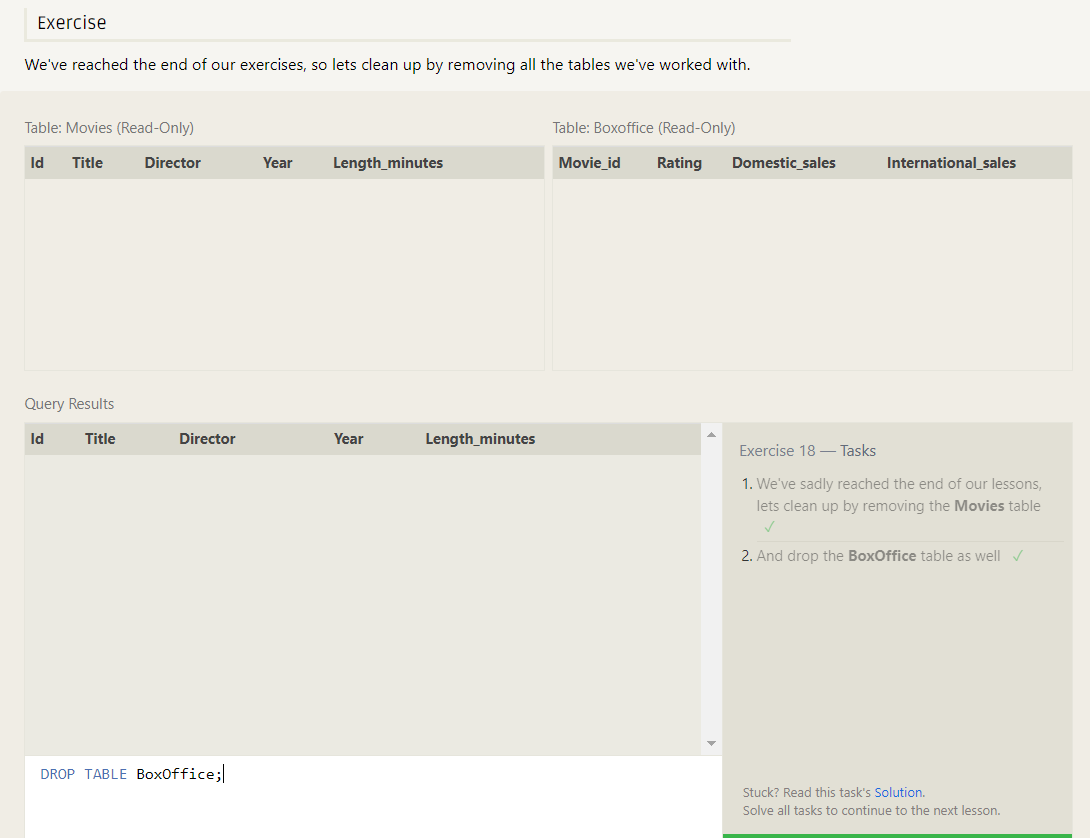 Exercise
We've reached the end of our exercises, so lets clean up by removing all the tables we've worked with.
Table: Movies (Read-Only)
Table: Boxoffice (Read-Only)
Id Title Director Year Length_minutes
Movie_id Rating Domestic_sales International_sales
Query Results
Id Title Director Year Length_minutes
Exercise 18 — Tasks
1. We've sadly reached the end of our lessons,
lets clean up by removing the Movies table
✓
2. And drop the BoxOffice table as well ✓
DROP TABLE BoxOffice;
Stuck? Read this task's Solution.
Solve all tasks to continue to the next lesson.